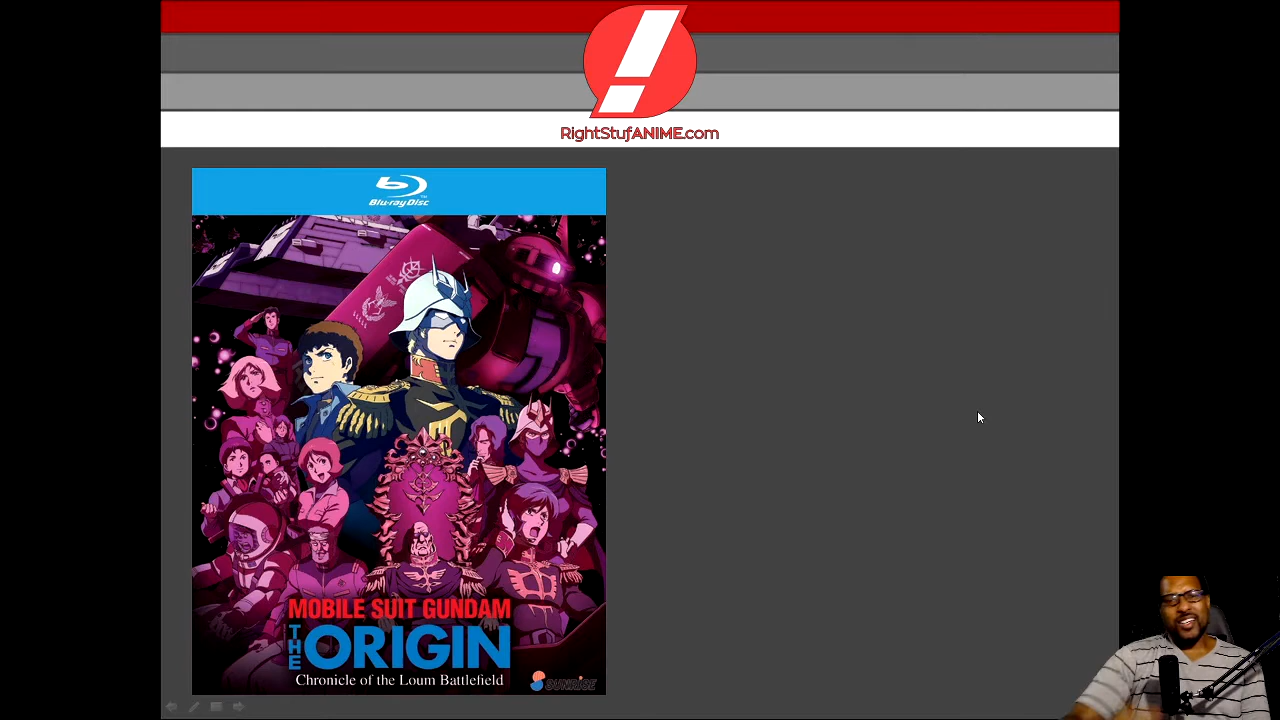 RightStufANIME.com
Blu-ray Disc
MOBILE SUIT GUNDAM
THE ORIGIN
Chronicle of the Loum Battlefield
SUNRISE